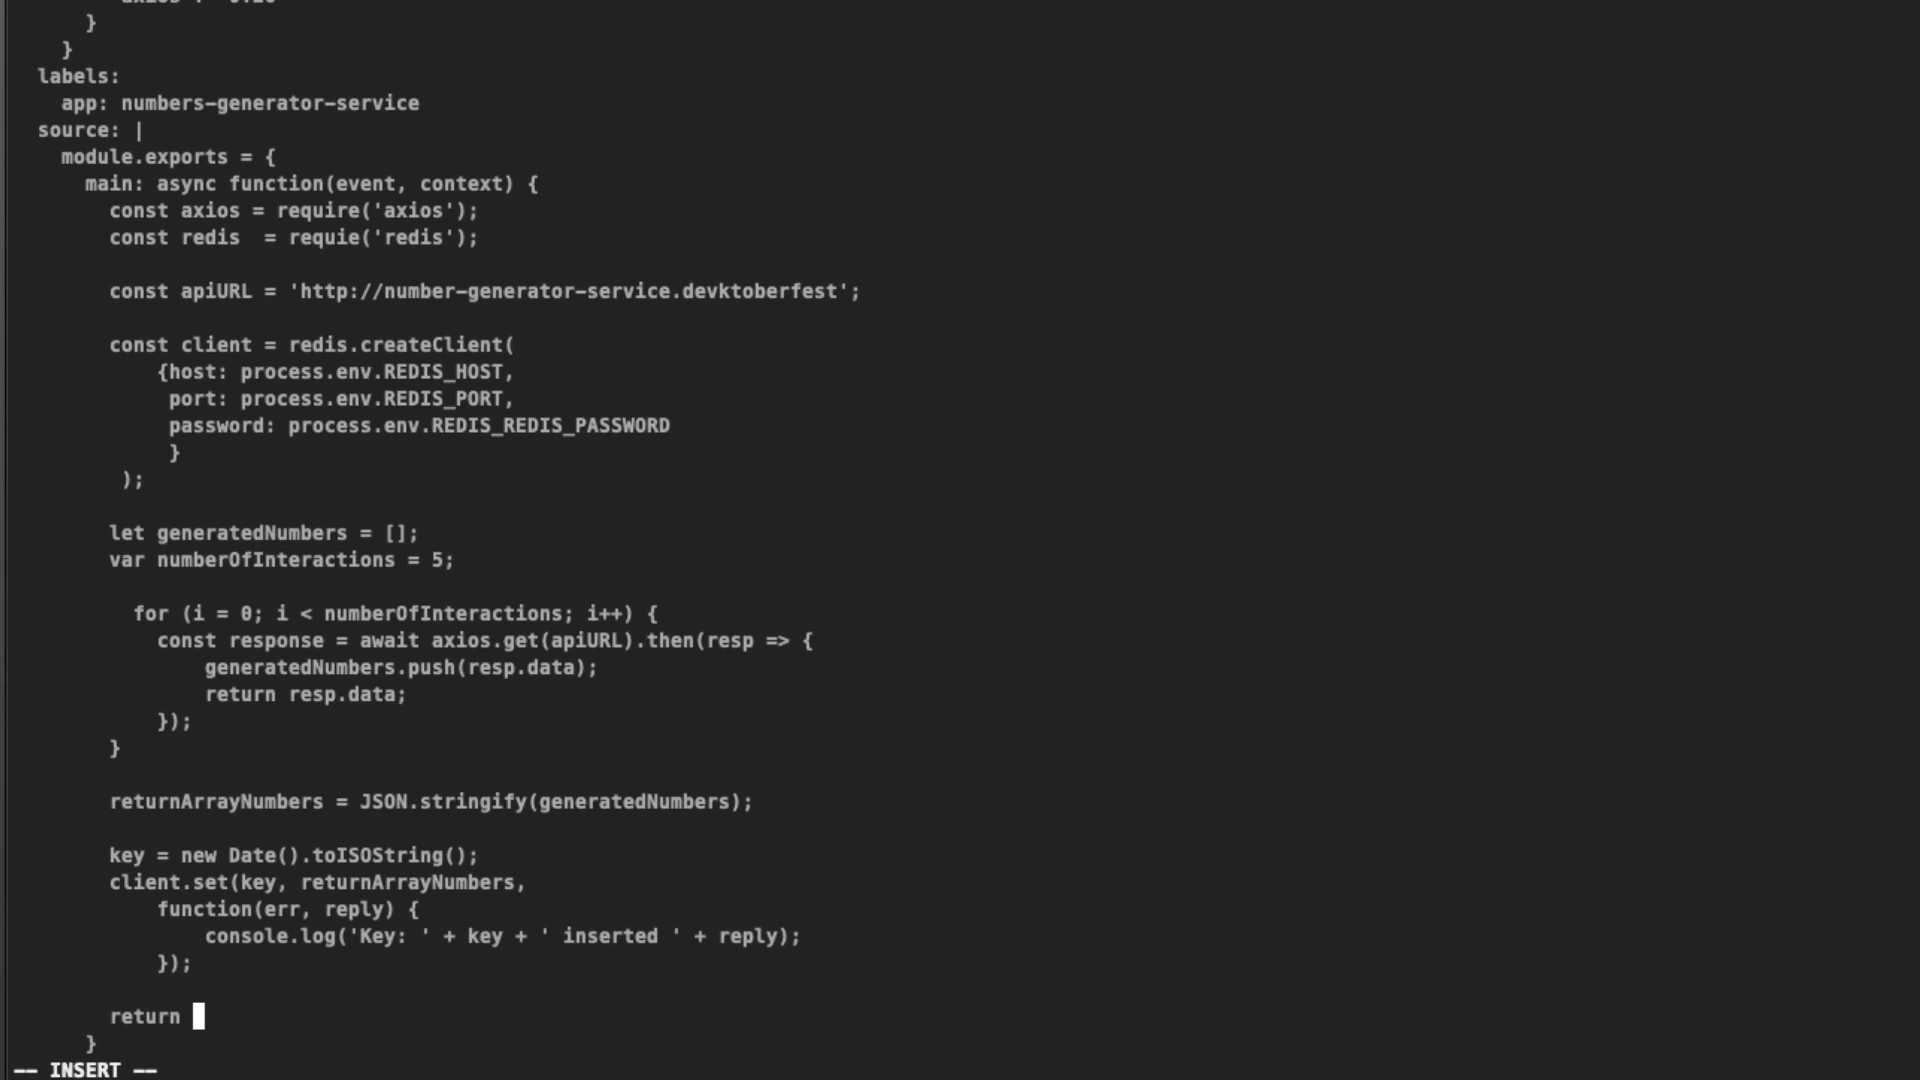 }
}
labels:
app: numbers-generator-service
source: |
module.exports = {
main: async function(event, context) {
const axios = require('axios');
const redis  = requie('redis');
const apiURL = 'http://number-generator-service.devktoberfest';
const client = redis.createClient(
{host: process.env.REDIS_HOST,
port: process.env.REDIS_PORT,
password: process.env.REDIS_REDIS_PASSWORD
}
);
let generatedNumbers = [];
var numberOfInteractions = 5;
for (i = 0; i < numberOfInteractions; i++) {
const response = await axios.get(apiURL).then(resp => {
generatedNumbers.push(resp.data);
return resp.data;
});
}
returnArrayNumbers = JSON.stringify(generatedNumbers);
key = new Date().toISOString();
client.set(key, returnArrayNumbers,
function(err, reply) {
console.log('Key: ' + key + ' inserted ' + reply);
});
return
}
-- INSERT --